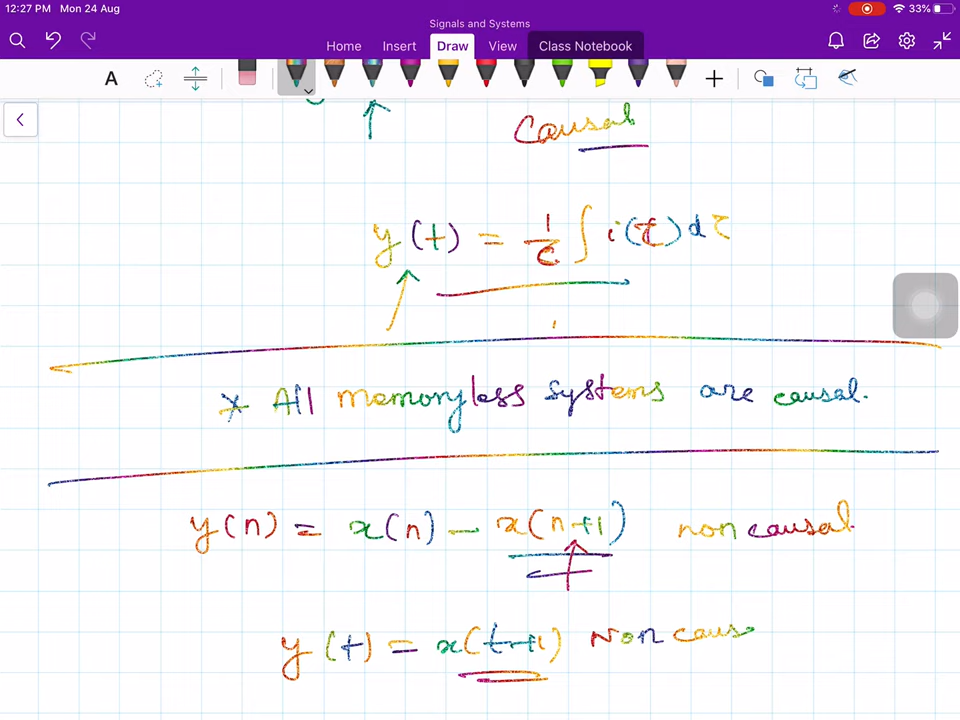 12:27 PM Mon 24 Aug
33%
Signals and Systems
Home Insert Draw View Class Notebook
A
Causal
y(t) = 1/c ∫ i(τ) dτ
* All memoryless systems are causal.
y(n) = x(n) - x(n+1) non causal.
y(t) = x(t+1) Non caus